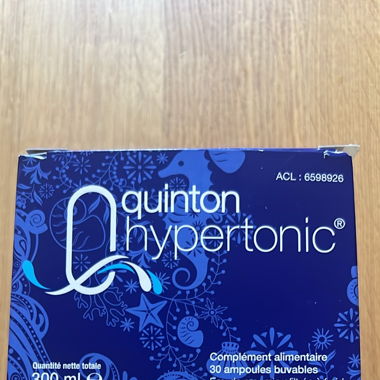 ACL : 6598926
quinton
hypertonic®
Quantité nette totale
300 ml ℮
Complément alimentaire
30 ampoules buvables